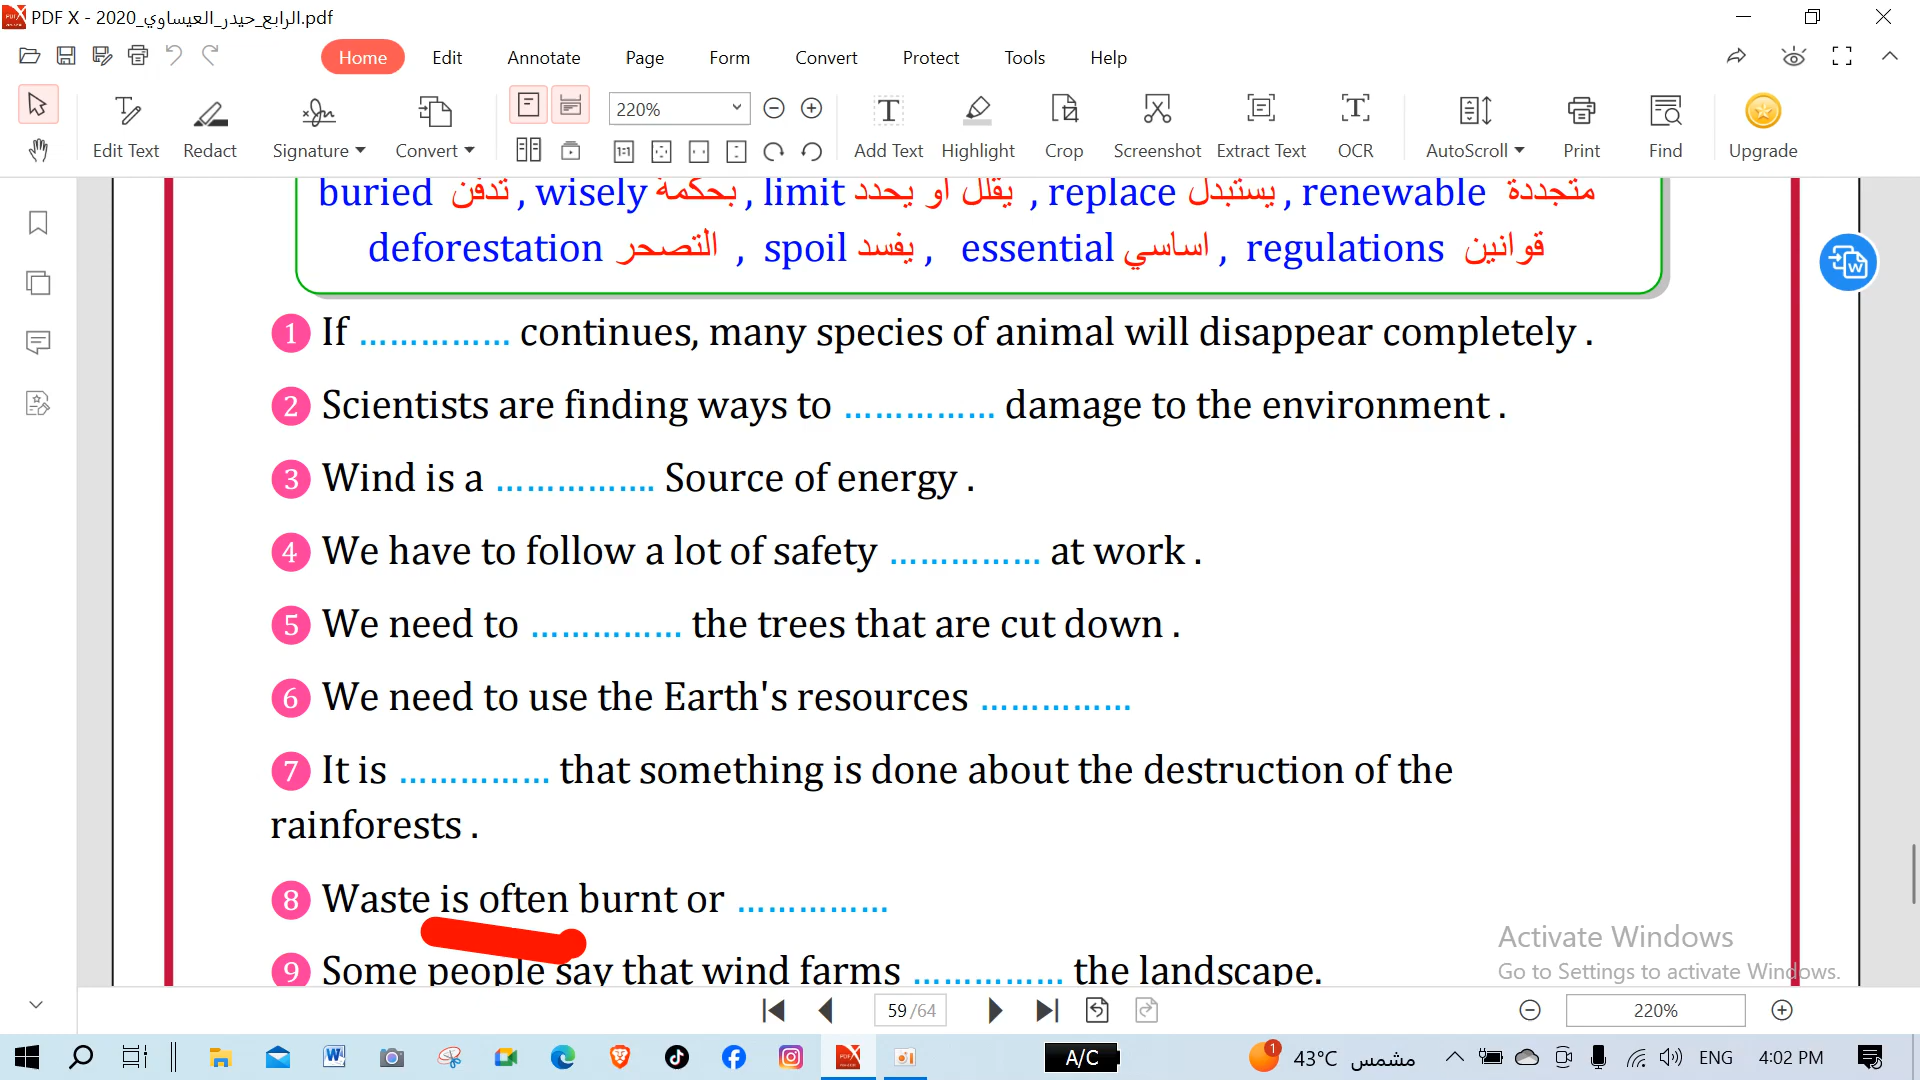 PDF X - 2020_الرابع_حيدر_العيساوي.pdf
Home Edit Annotate Page Form Convert Protect Tools Help
220%
Edit Text Redact Signature Convert Add Text Highlight Crop Screenshot Extract Text OCR AutoScroll Print Find Upgrade
buried تدفن , wisely بحكمة , limit يقلل او يحدد , replace يستبدل , renewable متجددة
deforestation التصحر , spoil يفسد , essential اساسي , regulations قوانين
1 If …………… continues, many species of animal will disappear completely .
2 Scientists are finding ways to …………… damage to the environment .
3 Wind is a ……………. Source of energy .
4 We have to follow a lot of safety …………… at work .
5 We need to …………… the trees that are cut down .
6 We need to use the Earth's resources ……………
7 It is …………… that something is done about the destruction of the
rainforests .
8 Waste is often burnt or ……………
9 Some people say that wind farms …………… the landscape.
Activate Windows
Go to Settings to activate Windows.
59 /64
220%
A/C
1
43°C مشمس
ENG
4:02 PM